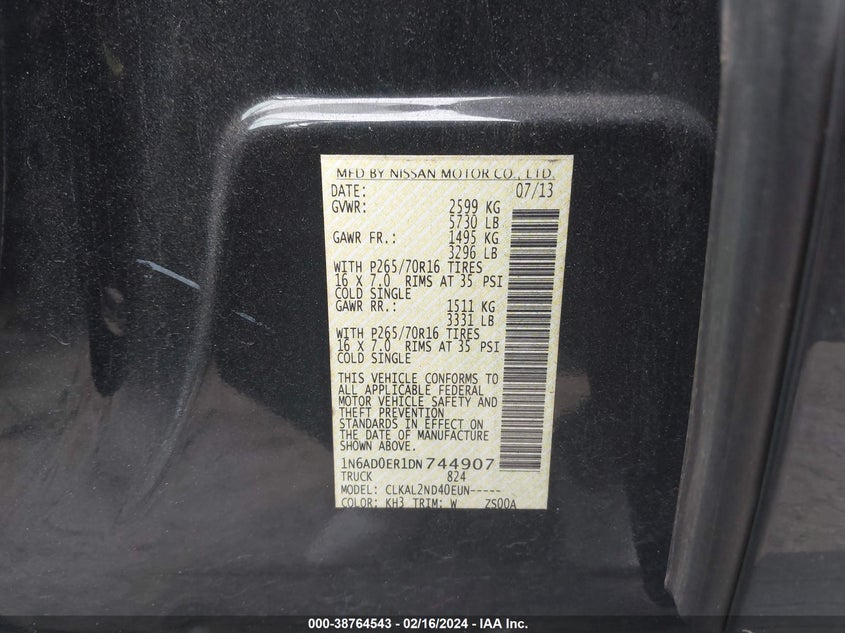 MFD BY NISSAN MOTOR CO., LTD.
DATE: 07/13
GVWR: 2599 KG
5730 LB
GAWR FR.: 1495 KG
3296 LB
WITH P265/70R16 TIRES
16 X 7.0 RIMS AT 35 PSI
COLD SINGLE
GAWR RR.: 1511 KG
3331 LB
WITH P265/70R16 TIRES
16 X 7.0 RIMS AT 35 PSI
COLD SINGLE
THIS VEHICLE CONFORMS TO
ALL APPLICABLE FEDERAL
MOTOR VEHICLE SAFETY AND
THEFT PREVENTION
STANDARDS IN EFFECT ON
THE DATE OF MANUFACTURE
SHOWN ABOVE.
1N6AD0ER1DN744907
TRUCK 824
MODEL: CLKAL2ND40EUN-----
COLOR: KH3 TRIM: W ZS00A
000-38764543 - 02/16/2024 - IAA Inc.